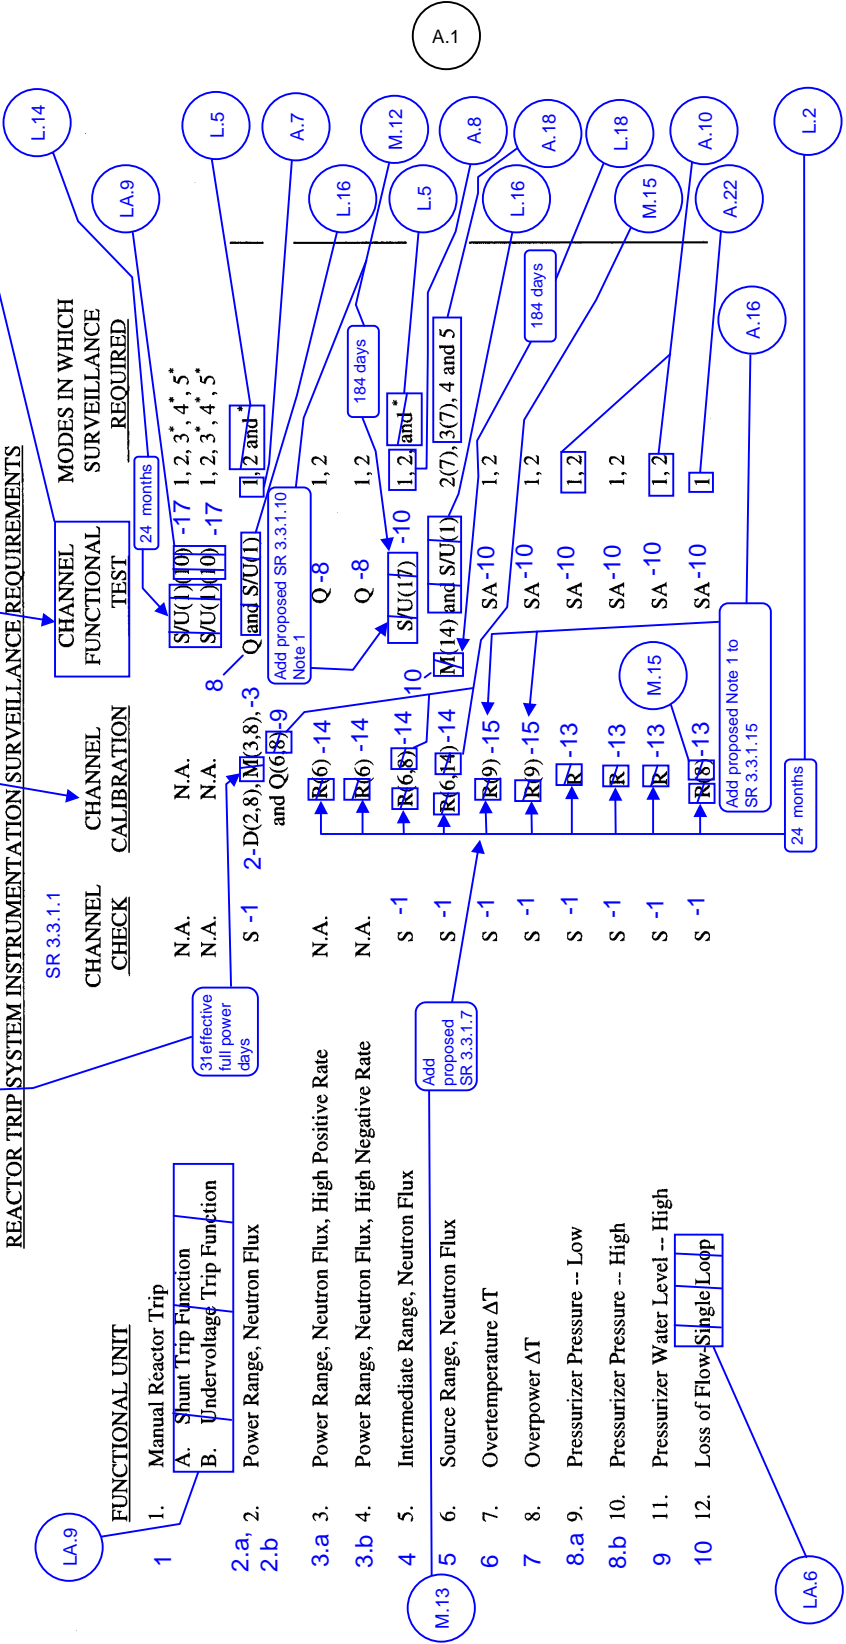 A.1
REACTOR TRIP SYSTEM INSTRUMENTATION SURVEILLANCE REQUIREMENTS
SR 3.3.1.1
FUNCTIONAL UNIT
CHANNEL CHECK
CHANNEL CALIBRATION
CHANNEL FUNCTIONAL TEST
MODES IN WHICH SURVEILLANCE REQUIRED
LA.9
L.14
LA.9
24 months
1 1. Manual Reactor Trip
A. Shunt Trip Function N.A. N.A. S/U(1)(10) -17 1, 2, 3*, 4*, 5*
B. Undervoltage Trip Function N.A. N.A. S/U(1)(10) -17 1, 2, 3*, 4*, 5*
2.a, 2.b 2. Power Range, Neutron Flux S -1 2-D(2,8), M(3,8), -3 8 Q and S/U(1) 1, 2 and *
and Q(6,8) -9
31effective full power days
L.5
A.7
L.16
Add proposed SR 3.3.1.10 Note 1
3.a 3. Power Range, Neutron Flux, High Positive Rate N.A. R(6) -14 Q -8 1, 2
3.b 4. Power Range, Neutron Flux, High Negative Rate N.A. R(6) -14 Q -8 1, 2
M.12
184 days
4 5. Intermediate Range, Neutron Flux S -1 R(6,8) -14 S/U(17) -10 1, 2, and *
L.5
A.8
5 6. Source Range, Neutron Flux S -1 R(6,14) -14 10 M(14) and S/U(1) 2(7), 3(7), 4 and 5
M.13
Add proposed SR 3.3.1.7
A.18
L.16
184 days
L.18
M.15
6 7. Overtemperature ΔT S -1 R(9) -15 SA -10 1, 2
7 8. Overpower ΔT S -1 R(9) -15 SA -10 1, 2
8.a 9. Pressurizer Pressure -- Low S -1 R -13 SA -10 1, 2
8.b 10. Pressurizer Pressure -- High S -1 R -13 SA -10 1, 2
9 11. Pressurizer Water Level -- High S -1 R -13 SA -10 1, 2
10 12. Loss of Flow-Single Loop S -1 R(8) -13 SA -10 1
M.15
A.10
A.22
A.16
Add proposed Note 1 to SR 3.3.1.15
24 months
L.2
LA.6